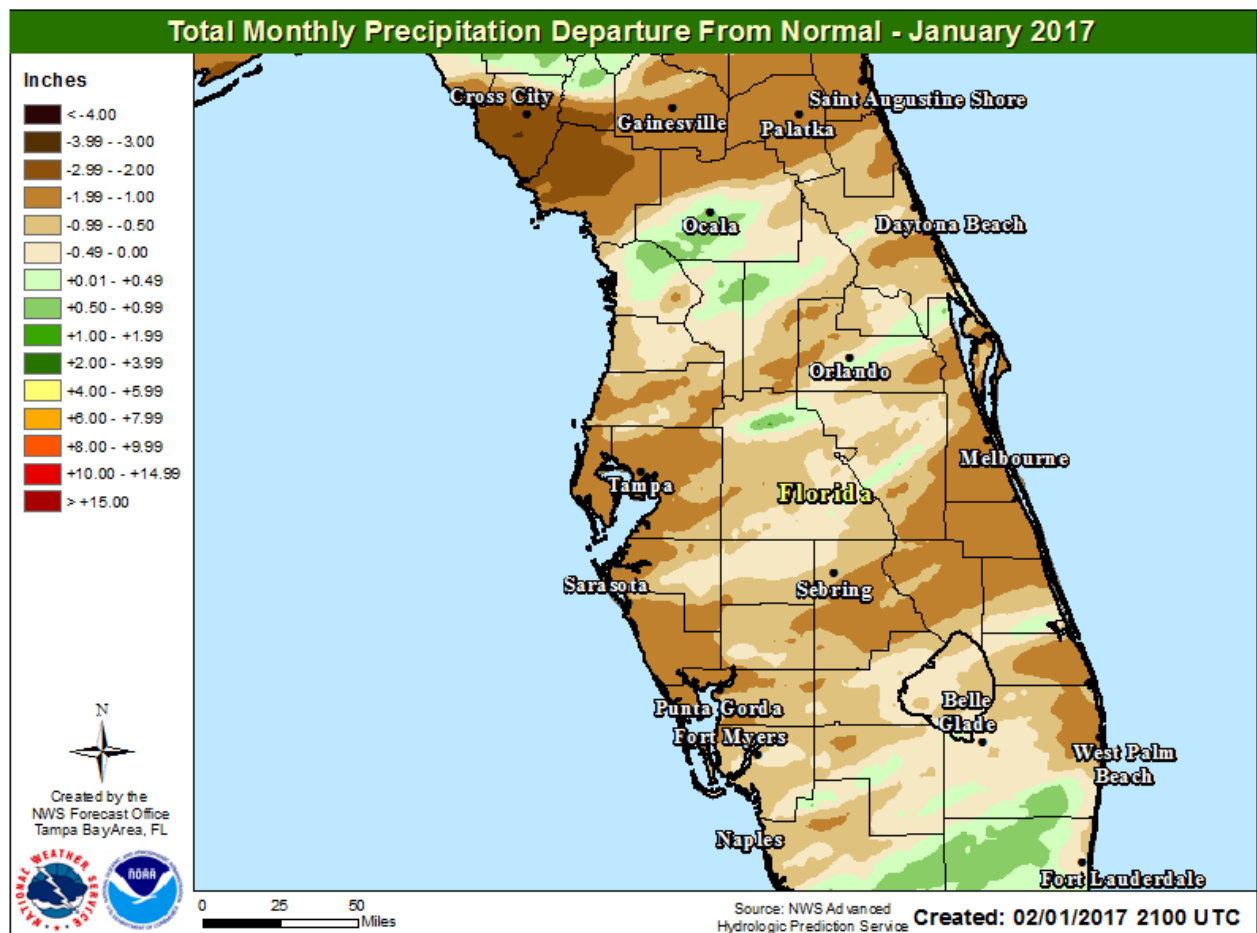 Total Monthly Precipitation Departure From Normal - January 2017
Inches
< -4.00
-3.99 - -3.00
-2.99 - -2.00
-1.99 - -1.00
-0.99 - -0.50
-0.49 - 0.00
+0.01 - +0.49
+0.50 - +0.99
+1.00 - +1.99
+2.00 - +3.99
+4.00 - +5.99
+6.00 - +7.99
+8.00 - +9.99
+10.00 - +14.99
> +15.00
Cross City
Gainesville
Saint Augustine Shore
Palatka
Ocala
Daytona Beach
Orlando
Melbourne
Tampa
Florida
Sarasota
Sebring
Punta Gorda
Belle
Glade
Fort Myers
West Palm
Beach
Naples
Fort Lauderdale
N
Created by the
NWS Forecast Office
Tampa BayArea, FL
NATIONAL WEATHER SERVICE
NOAA
0 25 50
Miles
Source: NWS Advanced
Hydrologic Prediction Service
Created: 02/01/2017 2100 UTC